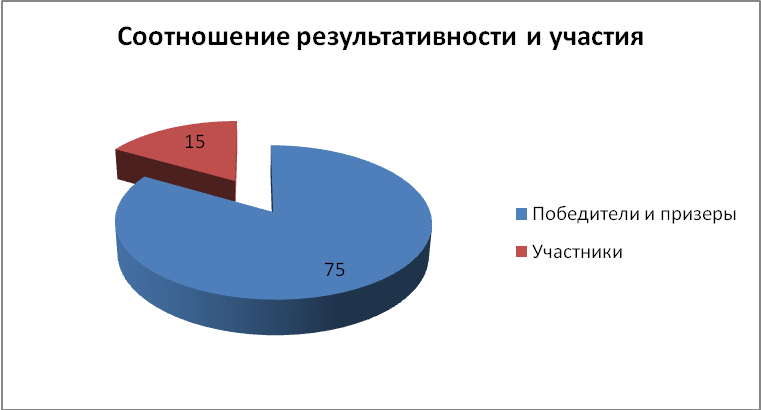 Соотношение результативности и участия
15
75
Победители и призеры
Участники